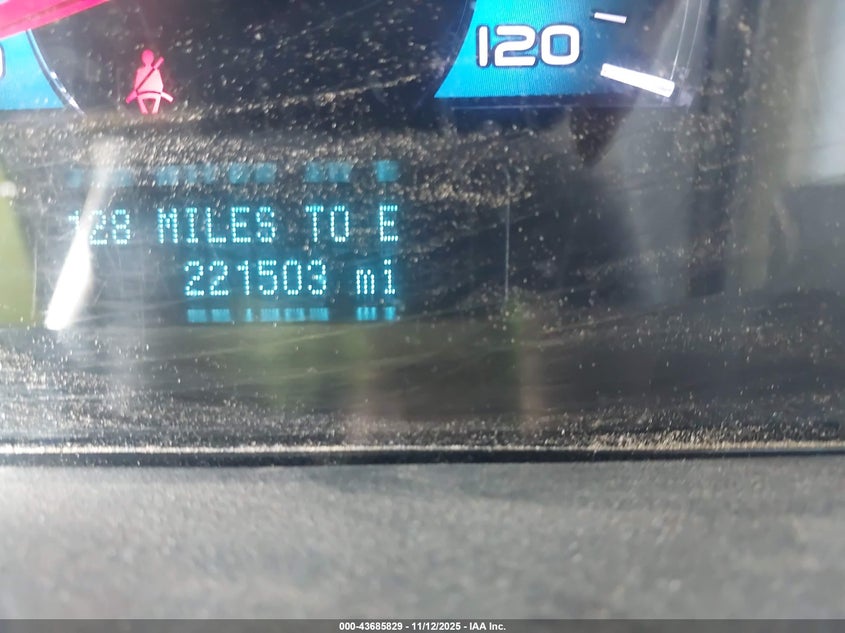 120
128 MILES TO E
221503 mi
000-43685829 - 11/12/2025 - IAA Inc.